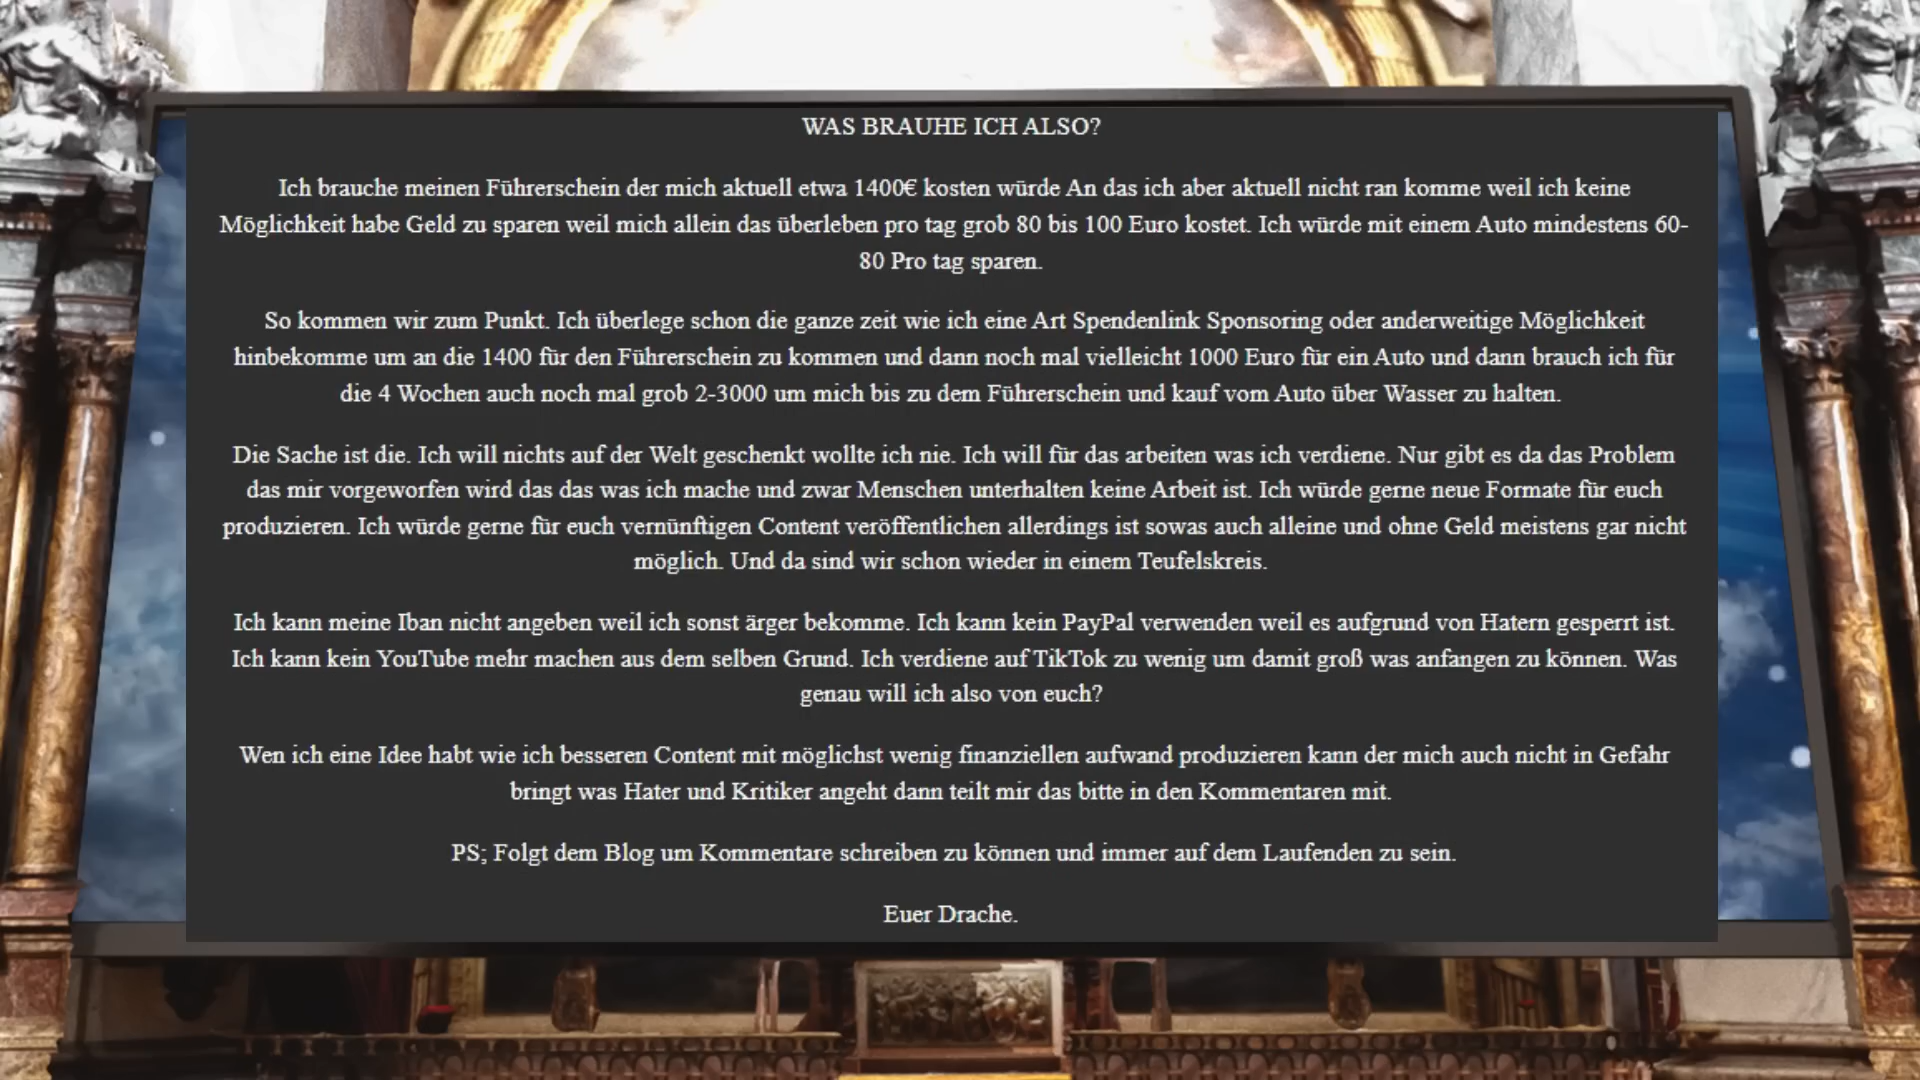 WAS BRAUHE ICH ALSO?
Ich brauche meinen Führerschein der mich aktuell etwa 1400€ kosten würde An das ich aber aktuell nicht ran komme weil ich keine
Möglichkeit habe Geld zu sparen weil mich allein das überleben pro tag grob 80 bis 100 Euro kostet. Ich würde mit einem Auto mindestens 60-
80 Pro tag sparen.
So kommen wir zum Punkt. Ich überlege schon die ganze zeit wie ich eine Art Spendenlink Sponsoring oder anderweitige Möglichkeit
hinbekomme um an die 1400 für den Führerschein zu kommen und dann noch mal vielleicht 1000 Euro für ein Auto und dann brauch ich für
die 4 Wochen auch noch mal grob 2-3000 um mich bis zu dem Führerschein und kauf vom Auto über Wasser zu halten.
Die Sache ist die. Ich will nichts auf der Welt geschenkt wollte ich nie. Ich will für das arbeiten was ich verdiene. Nur gibt es da das Problem
das mir vorgeworfen wird das das was ich mache und zwar Menschen unterhalten keine Arbeit ist. Ich würde gerne neue Formate für euch
produzieren. Ich würde gerne für euch vernünftigen Content veröffentlichen allerdings ist sowas auch alleine und ohne Geld meistens gar nicht
möglich. Und da sind wir schon wieder in einem Teufelskreis.
Ich kann meine Iban nicht angeben weil ich sonst ärger bekomme. Ich kann kein PayPal verwenden weil es aufgrund von Hatern gesperrt ist.
Ich kann kein YouTube mehr machen aus dem selben Grund. Ich verdiene auf TikTok zu wenig um damit groß was anfangen zu können. Was
genau will ich also von euch?
Wen ich eine Idee habt wie ich besseren Content mit möglichst wenig finanziellen aufwand produzieren kann der mich auch nicht in Gefahr
bringt was Hater und Kritiker angeht dann teilt mir das bitte in den Kommentaren mit.
PS; Folgt dem Blog um Kommentare schreiben zu können und immer auf dem Laufenden zu sein.
Euer Drache.